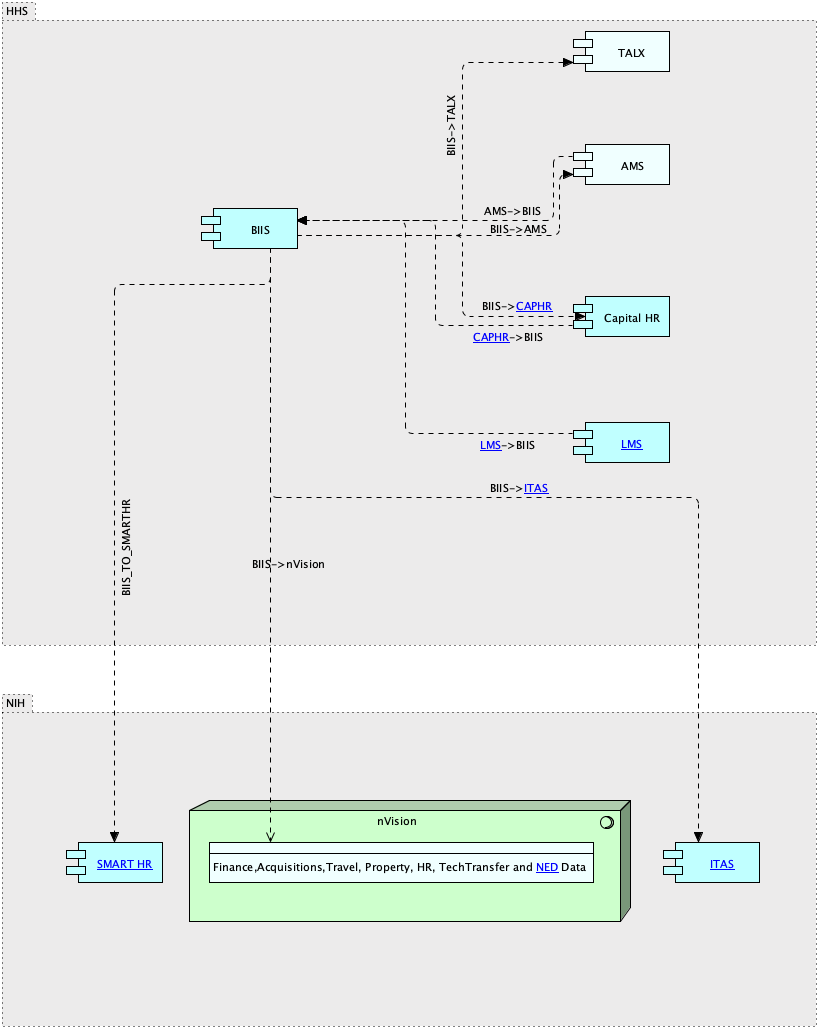 HHS
TALX
BIIS->TALX
AMS
AMS->BIIS
BIIS
BIIS->AMS
BIIS->CAPHR
Capital HR
CAPHR->BIIS
LMS
LMS->BIIS
BIIS->ITAS
BIIS_TO_SMARTHR
BIIS->nVision
NIH
nVision
SMART HR
Finance,Acquisitions,Travel, Property, HR, TechTransfer and NED Data
ITAS